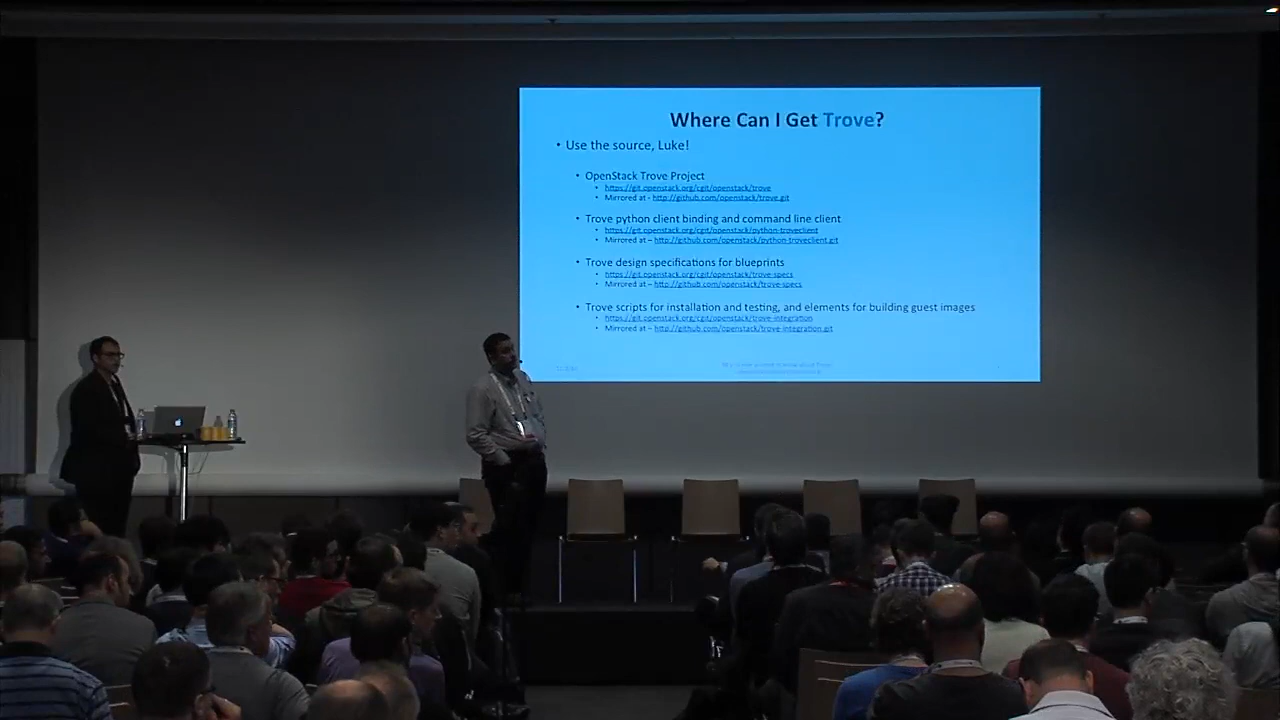 Where Can I Get Trove?
• Use the source, Luke!
• OpenStack Trove Project
• https://git.openstack.org/cgit/openstack/trove
• Mirrored at - http://github.com/openstack/trove.git
• Trove python client binding and command line client
• https://git.openstack.org/cgit/openstack/python-troveclient
• Mirrored at – http://github.com/openstack/python-troveclient.git
• Trove design specifications for blueprints
• https://git.openstack.org/cgit/openstack/trove-specs
• Mirrored at – http://github.com/openstack/trove-specs
• Trove scripts for installation and testing, and elements for building guest images
• https://git.openstack.org/cgit/openstack/trove-integration
• Mirrored at – http://github.com/openstack/trove-integration.git